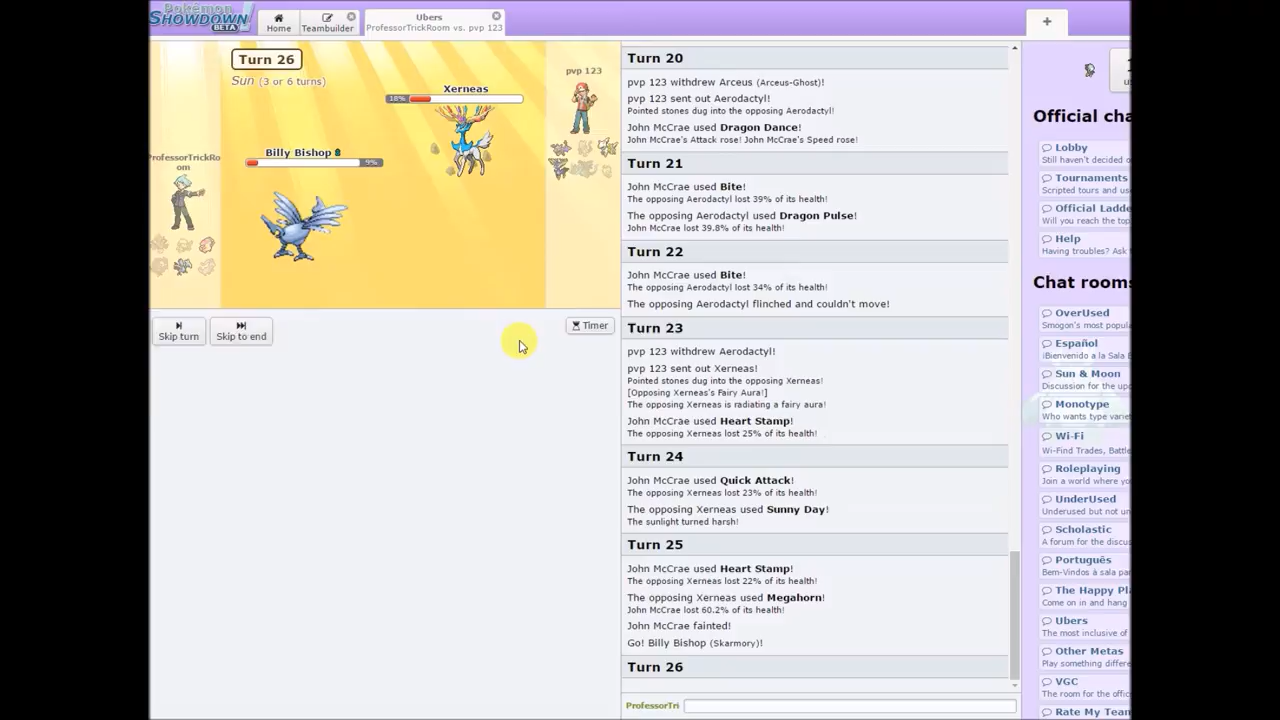 Pokémon
SHOWDOWN!
BETA
Home
Teambuilder
Ubers
ProfessorTrickRoom vs. pvp 123
+
Turn 26
Sun (3 or 6 turns)
pvp 123
Xerneas
18%
ProfessorTrickRo
om
Billy Bishop
9%
Skip turn
Skip to end
Timer
Turn 20
pvp 123 withdrew Arceus (Arceus-Ghost)!
pvp 123 sent out Aerodactyl!
Pointed stones dug into the opposing Aerodactyl!
John McCrae used Dragon Dance!
John McCrae's Attack rose! John McCrae's Speed rose!
Turn 21
John McCrae used Bite!
The opposing Aerodactyl lost 39% of its health!
The opposing Aerodactyl used Dragon Pulse!
John McCrae lost 39.8% of its health!
Turn 22
John McCrae used Bite!
The opposing Aerodactyl lost 34% of its health!
The opposing Aerodactyl flinched and couldn't move!
Turn 23
pvp 123 withdrew Aerodactyl!
pvp 123 sent out Xerneas!
Pointed stones dug into the opposing Xerneas!
[Opposing Xerneas's Fairy Aura!]
The opposing Xerneas is radiating a fairy aura!
John McCrae used Heart Stamp!
The opposing Xerneas lost 25% of its health!
Turn 24
John McCrae used Quick Attack!
The opposing Xerneas lost 23% of its health!
The opposing Xerneas used Sunny Day!
The sunlight turned harsh!
Turn 25
John McCrae used Heart Stamp!
The opposing Xerneas lost 22% of its health!
The opposing Xerneas used Megahorn!
John McCrae lost 60.2% of its health!
John McCrae fainted!
Go! Billy Bishop (Skarmory)!
Turn 26
ProfessorTri
Official cha
Lobby
Still haven't decided o
Tournaments
Scripted tours and use
Official Ladde
Will you reach the top
Help
Having troubles? Ask
Chat rooms
OverUsed
Smogon's most popula
Español
¡Bienvenido a la Sala E
Sun & Moon
Discussion for the up
Monotype
Who wants type variet
Wi-Fi
Wi-Find Trades, Battle
Roleplaying
Join a world where yo
UnderUsed
Underused but not un
Scholastic
A forum for the discus
Português
Bem-Vindos à sala pa
The Happy Pla
Come on in and hang
Ubers
The most inclusive of
Other Metas
Play something differe
VGC
The room for the offic
Rate My Team